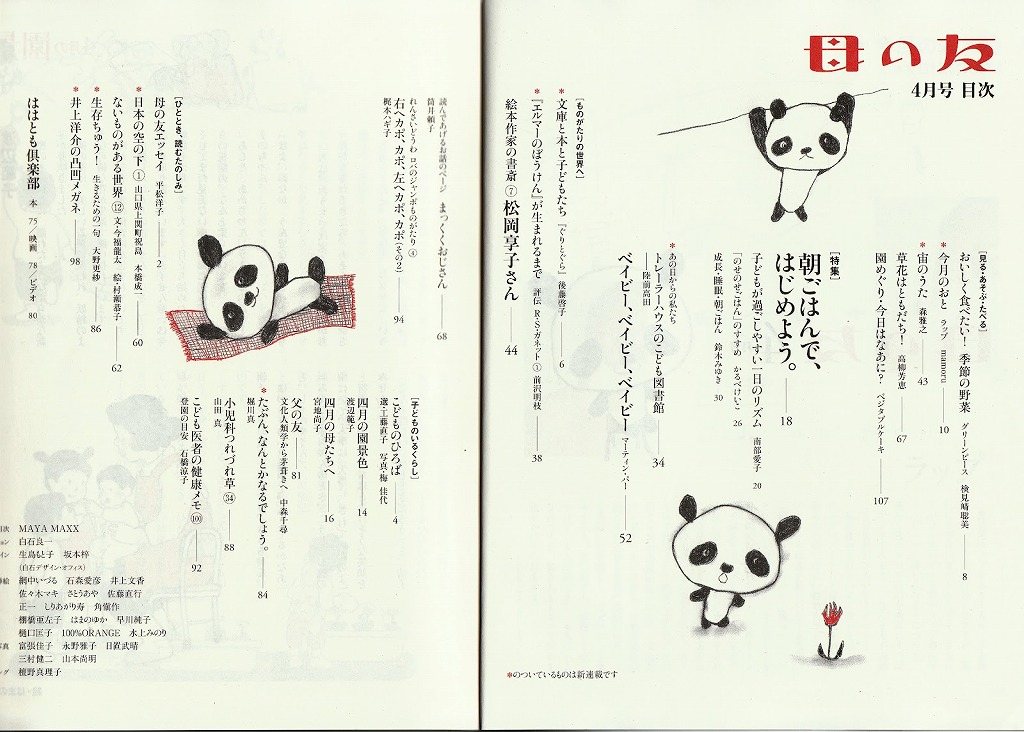 母の友
4月号 目次
[見る・あそぶ・たべる]
おいしく食べたい! 季節の野菜 グリーンピース 検見﨑聡美 8
*今月のおと ラップ mamoru 10
*宙のうた 森雅之 43
草花はともだち! 高柳芳恵 67
園めぐり・今日はなあに? ベジタブルケーキ 107
[特集]
朝ごはんで、
はじめよう。 18
子どもが過ごしやすい一日のリズム 南部愛子 20
「のせのせごはん」のすすめ かるべけいこ 26
成長・睡眠・朝ごはん 鈴木みゆき 30
*あの日からの私たち
トレーラーハウスのこども図書館
陸前高田 34
ベイビー、ベイビー、ベイビー マーティン・パー 52
[ものがたりの世界へ]
*文庫と本と子どもたち 『ぐりとぐら』 後藤啓子 6
*『エルマーのぼうけん』が生まれるまで 評伝 R・S・ガネット① 前沢明枝 38
絵本作家の書斎⑦ 松岡享子さん 44
*のついているものは新連載です
読んであげるお話のページ まっくくおじさん
筒井頼子 68
れんさいどうわ ロバのジャンボものがたり④
右へカポ、カポ、左へカポ、カポ(その2)
梶木ハギ子 94
[ひととき、読むたのしみ]
母の友エッセイ 平松洋子 2
*日本の空の下① 山口県上関町祝島 本橋成一 60
ないものがある世界⑫ 文・今福龍太 絵・村瀬恭子 62
*生存ちゅう! 生きるための一句 大野更紗 86
*井上洋介の凸凹メガネ 98
ははとも倶楽部 本 75/映画 78/ビデオ 80
[子どものいるくらし]
こどものひろば 4
選・工藤直子 写真・梅 佳代
四月の園景色 14
渡辺範子
四月の母たちへ 16
宮地尚子
父の友 81
文化人類学から茅葺きへ 中森千尋
*たぶん、なんとかなるでしょう。 84
堀川真
小児科つれづれ草㉞ 88
山田 真
こども医者の健康メモ⑩ 92
登園の目安 石橋涼子
目次 MAYA MAXX
白石良一
生島もと子 坂本梓
(白石デザイン・オフィス)
網中いづる 石森愛彦 井上文香
佐々木マキ さとうあや 佐藤直行
正一 しりあがり寿 角愼作
棚橋亜左子 はまのゆか 早川純子
樋口匡子 100%ORANGE 水上みのり
写真 富張佳子 永野雅子 日置武晴
三村健二 山本尚明
檀野真理子